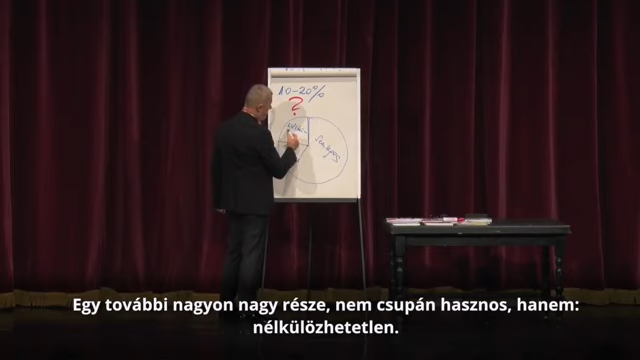 10-20%
?
Egy további nagyon nagy része, nem csupán hasznos, hanem:
nélkülözhetetlen.